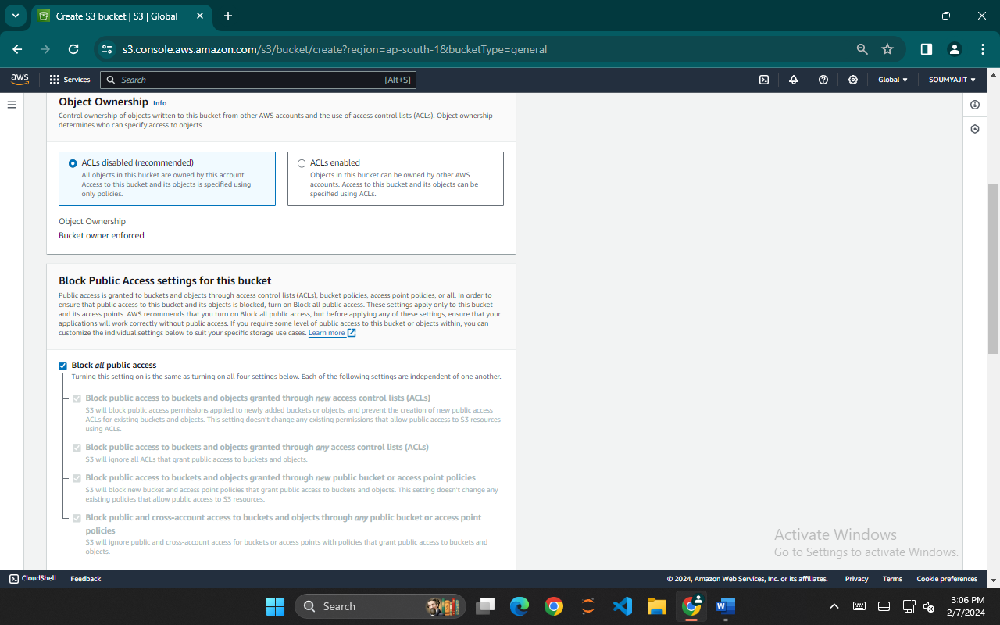 Create S3 bucket | S3 | Global
s3.console.aws.amazon.com/s3/bucket/create?region=ap-south-1&bucketType=general
aws
Services
Search
[Alt+S]
Global
SOUMYAJIT
Object Ownership Info
Control ownership of objects written to this bucket from other AWS accounts and the use of access control lists (ACLs). Object ownership
determines who can specify access to objects.
ACLs disabled (recommended)
All objects in this bucket are owned by this account.
Access to this bucket and its objects is specified using
only policies.
ACLs enabled
Objects in this bucket can be owned by other AWS
accounts. Access to this bucket and its objects can be
specified using ACLs.
Object Ownership
Bucket owner enforced
Block Public Access settings for this bucket
Public access is granted to buckets and objects through access control lists (ACLs), bucket policies, access point policies, or all. In order to
ensure that public access to this bucket and its objects is blocked, turn on Block all public access. These settings apply only to this bucket
and its access points. AWS recommends that you turn on Block all public access, but before applying any of these settings, ensure that your
applications will work correctly without public access. If you require some level of public access to this bucket or objects within, you can
customize the individual settings below to suit your specific storage use cases. Learn more
Block all public access
Turning this setting on is the same as turning on all four settings below. Each of the following settings are independent of one another.
Block public access to buckets and objects granted through new access control lists (ACLs)
S3 will block public access permissions applied to newly added buckets or objects, and prevent the creation of new public access
ACLs for existing buckets and objects. This setting doesn't change any existing permissions that allow public access to S3 resources
using ACLs.
Block public access to buckets and objects granted through any access control lists (ACLs)
S3 will ignore all ACLs that grant public access to buckets and objects.
Block public access to buckets and objects granted through new public bucket or access point policies
S3 will block new bucket and access point policies that grant public access to buckets and objects. This setting doesn't change any
existing policies that allow public access to S3 resources.
Block public and cross-account access to buckets and objects through any public bucket or access point
policies
S3 will ignore public and cross-account access for buckets or access points with policies that grant public access to buckets and
objects.
Activate Windows
Go to Settings to activate Windows.
CloudShell
Feedback
© 2024, Amazon Web Services, Inc. or its affiliates.
Privacy
Terms
Cookie preferences
Search
3:06 PM
2/7/2024